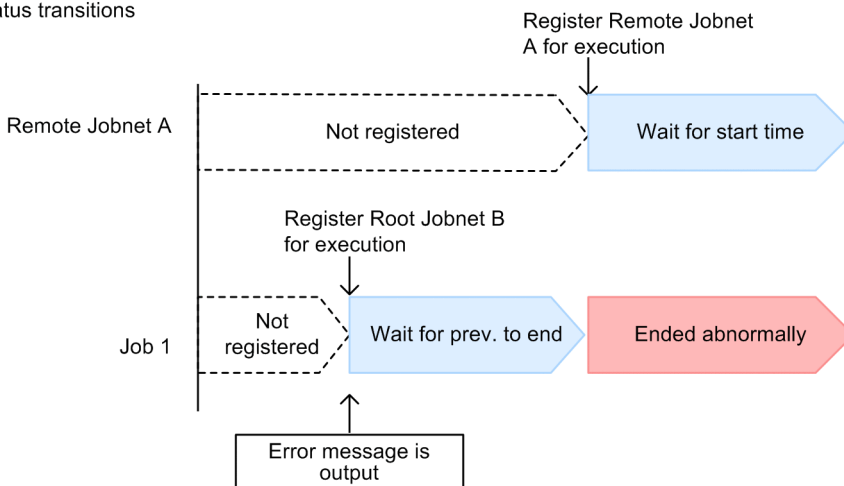 Register Remote Jobnet
A for execution
Remote Jobnet A
Not registered
Wait for start time
Register Root Jobnet B
for execution
Job 1
Not
registered
Wait for prev. to end
Ended abnormally
Error message is
output
transitions